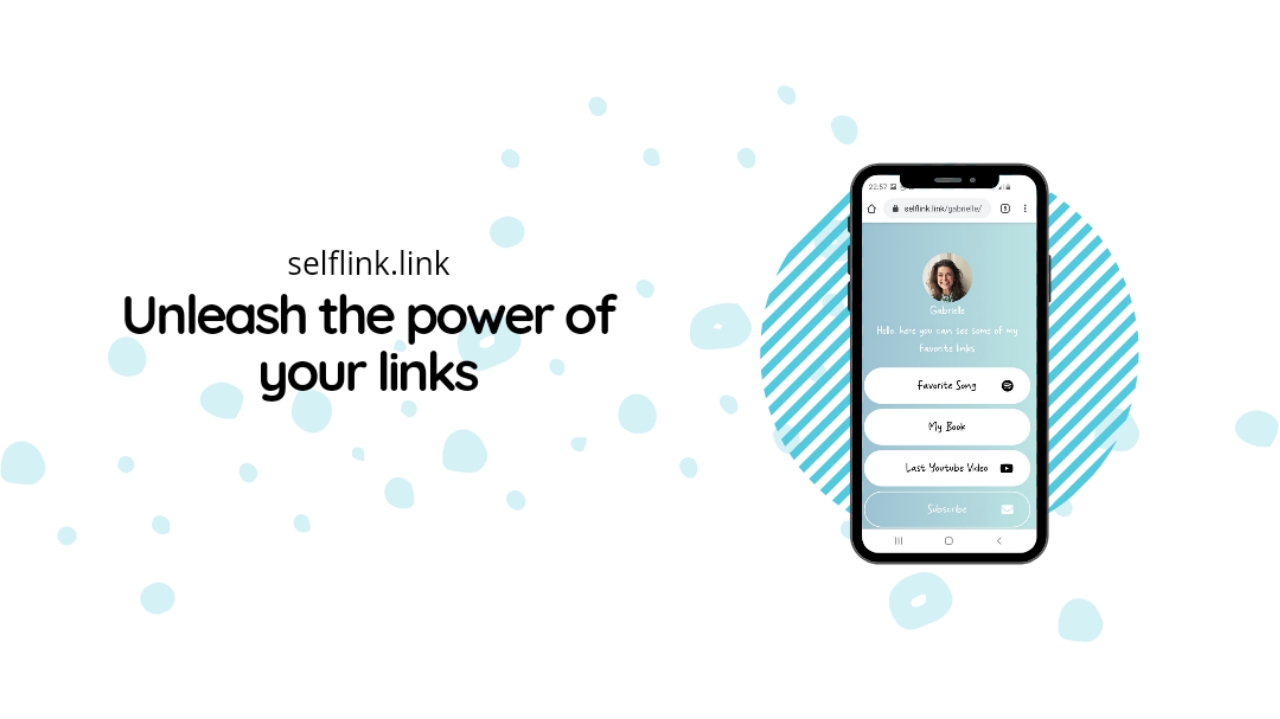 selflink.link
Unleash the power of
your links
22:57
selflink.link/gabrielle/
Gabrielle
Hello, here you can see some of my
Favorite links
Favorite Song
My Book
Last Youtube Video
Subscribe